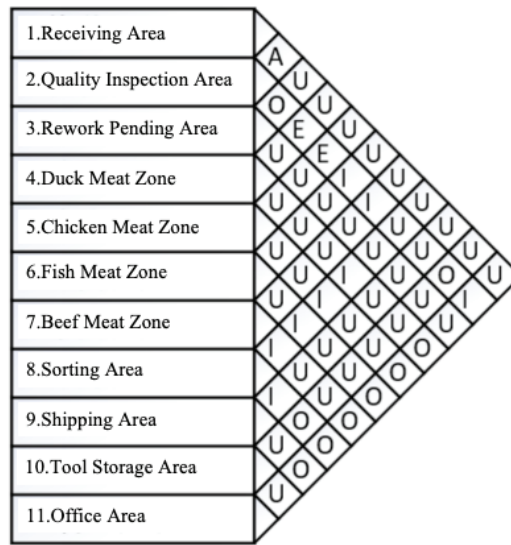 1.Receiving Area
A
2.Quality Inspection Area U
O U
3.Rework Pending Area E U
U E U
4.Duck Meat Zone U I U
U U I U
5.Chicken Meat Zone U U U U
U U U U U
6.Fish Meat Zone U I U O U
U I U U I
7.Beef Meat Zone I U U U
I U U O
8.Sorting Area U U O
I U O
9.Shipping Area O O
U O
10.Tool Storage Area O
U
11.Office Area